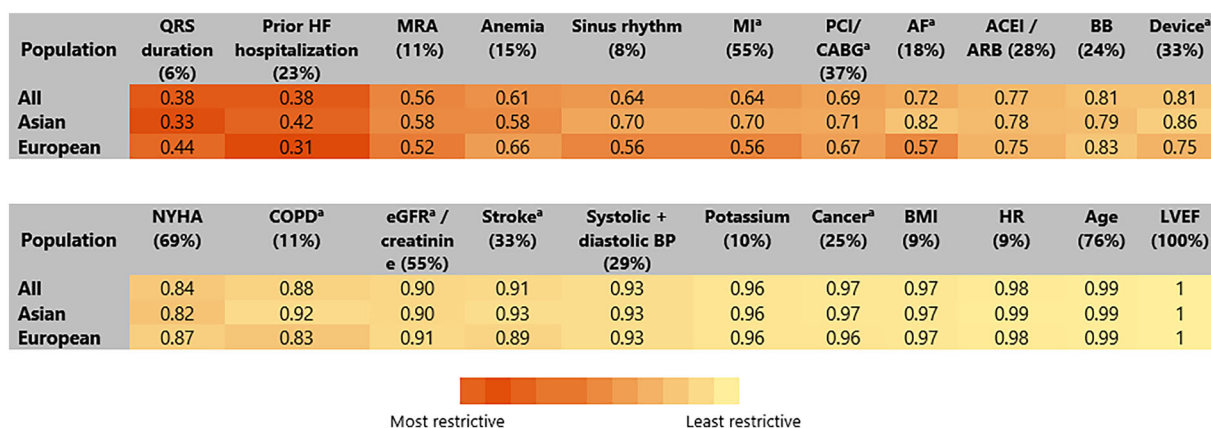 Population QRS duration (6%) Prior HF hospitalization (23%) MRA (11%) Anemia (15%) Sinus rhythm (8%) MIᵃ (55%) PCI/ CABGᵃ (37%) AFᵃ (18%) ACEI / ARB (28%) BB (24%) Deviceᵃ (33%)
All 0.38 0.38 0.56 0.61 0.64 0.64 0.69 0.72 0.77 0.81 0.81
Asian 0.33 0.42 0.58 0.58 0.70 0.70 0.71 0.82 0.78 0.79 0.86
European 0.44 0.31 0.52 0.66 0.56 0.56 0.67 0.57 0.75 0.83 0.75
Population NYHA (69%) COPDᵃ (11%) eGFRᵃ / creatinin e (55%) Strokeᵃ (33%) Systolic + diastolic BP (29%) Potassium (10%) Cancerᵃ (25%) BMI (9%) HR (9%) Age (76%) LVEF (100%)
All 0.84 0.88 0.90 0.91 0.93 0.96 0.97 0.97 0.98 0.99 1
Asian 0.82 0.92 0.90 0.93 0.93 0.96 0.97 0.97 0.99 0.99 1
European 0.87 0.83 0.91 0.89 0.93 0.96 0.96 0.97 0.98 0.99 1
Most restrictive Least restrictive